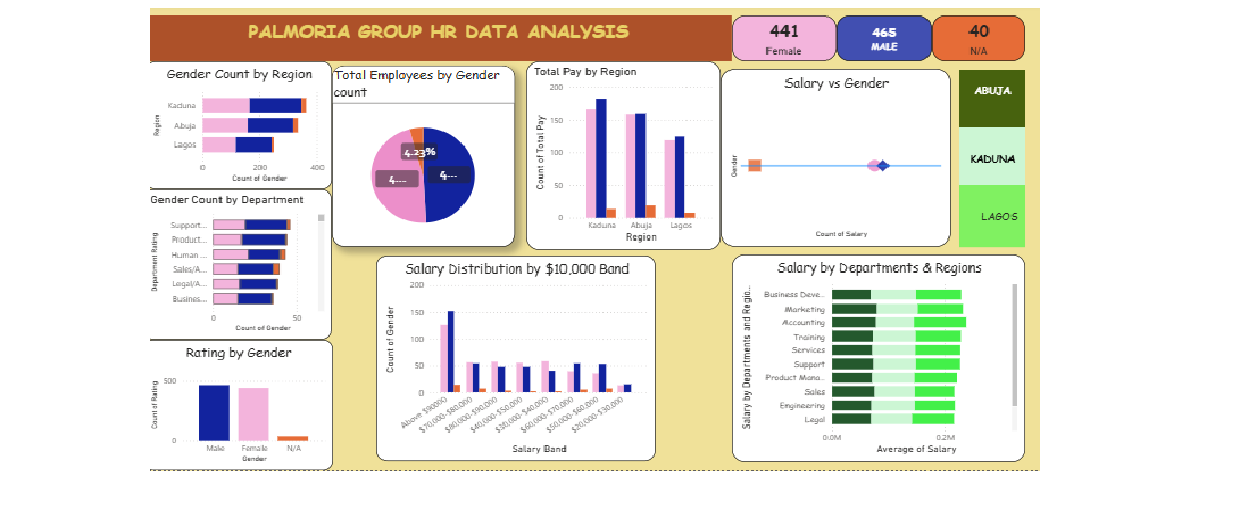 PALMORIA GROUP HR DATA ANALYSIS
441
Female
465
MALE
40
N/A
Gender Count by Region
Region
Kaduna
Abuja
Lagos
0
200
400
Count of Gender
Total Employees by Gender
count
4.23%
4....
4...
Total Pay by Region
Count of Total Pay
200
150
100
50
0
Kaduna
Abuja
Lagos
Region
Salary vs Gender
Gender
Count of Salary
ABUJA
KADUNA
LAGOS
Gender Count by Department
Department Rating
Support...
Product...
Human ...
Sales/A...
Legal/A...
Busines...
0
50
Count of Gender
Salary Distribution by $10,000 Band
Count of Gender
200
150
100
50
0
Above $90000
$70,000-$80,000
$80,000-$90,000
$40,000-$50,000
$30,000-$40,000
$60,000-$70,000
$50,000-$60,000
$20,000-$30,000
Salary Band
Salary by Departments & Regions
Salary by Departments and Regio...
Business Deve...
Marketing
Accounting
Training
Services
Support
Product Mana...
Sales
Engineering
Legal
0.0M
0.2M
Average of Salary
Rating by Gender
Count of Rating
500
0
Male
Female
N/A
Gender